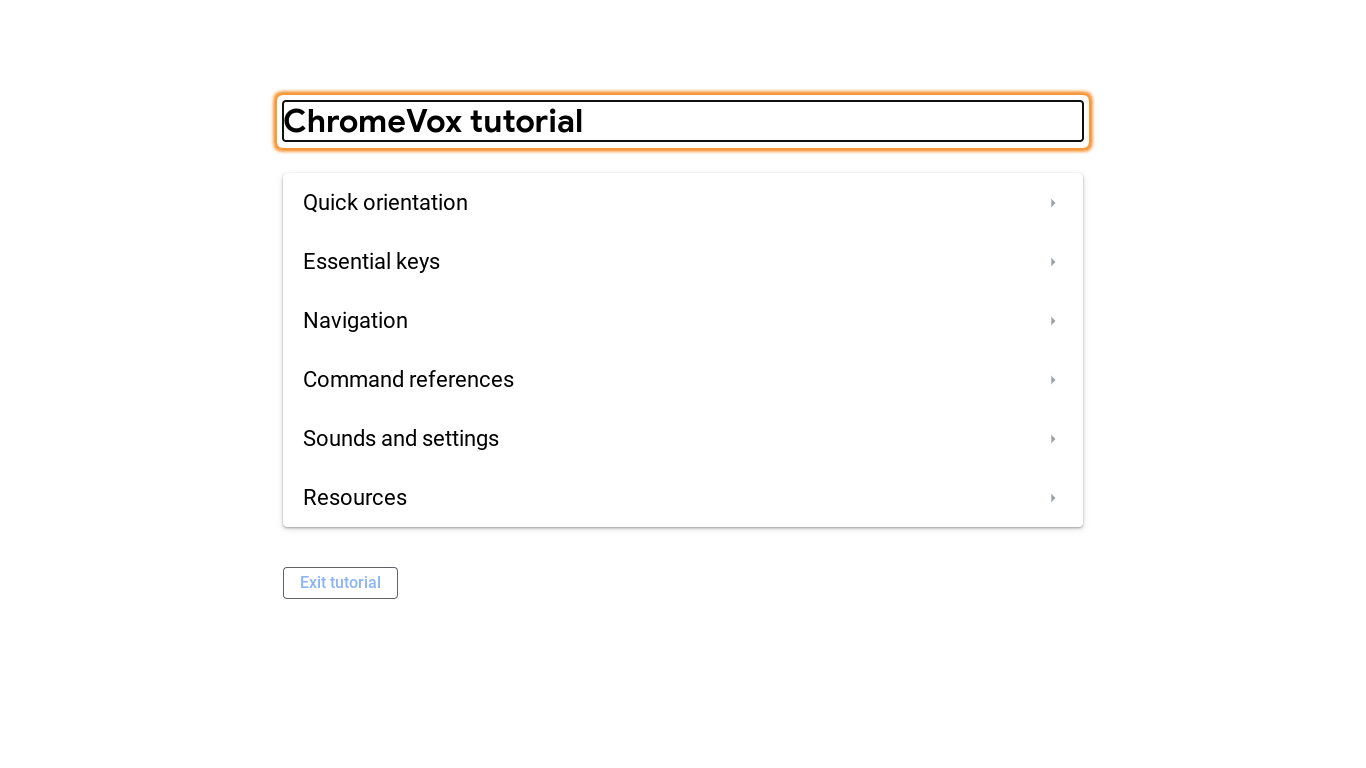 ChromeVox tutorial
Quick orientation
Essential keys
Navigation
Command references
Sounds and settings
Resources
Exit tutorial